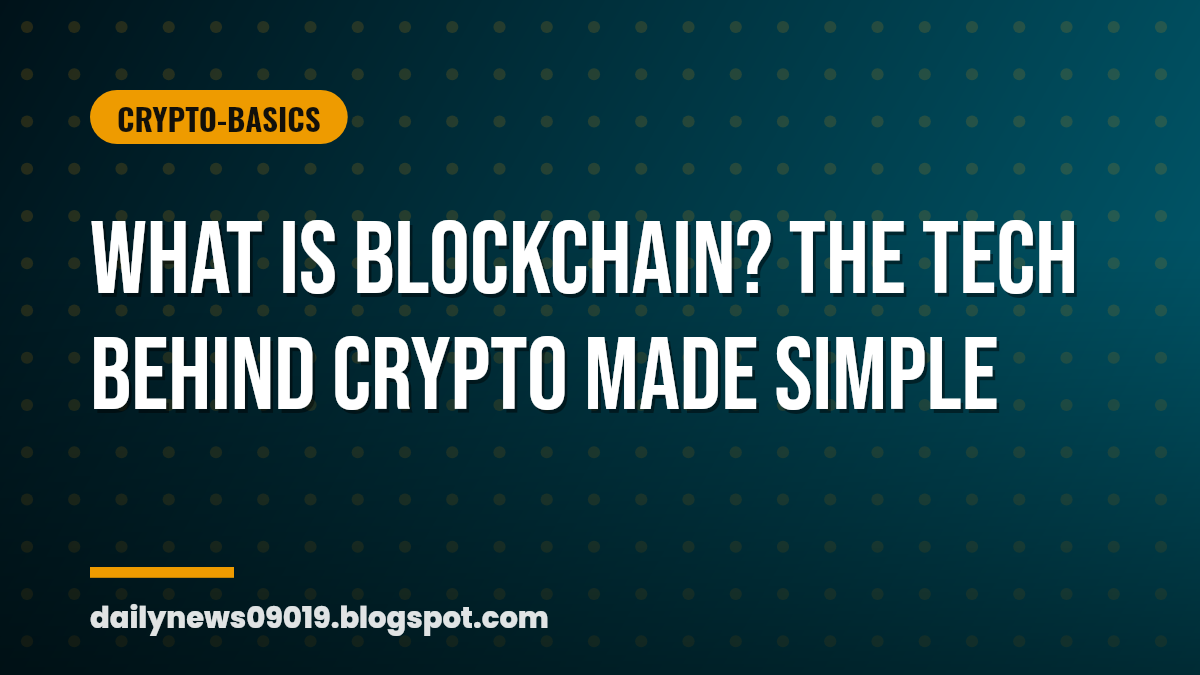 CRYPTO-BASICS
WHAT IS BLOCKCHAIN? THE TECH
BEHIND CRYPTO MADE SIMPLE
dailynews09019.blogspot.com